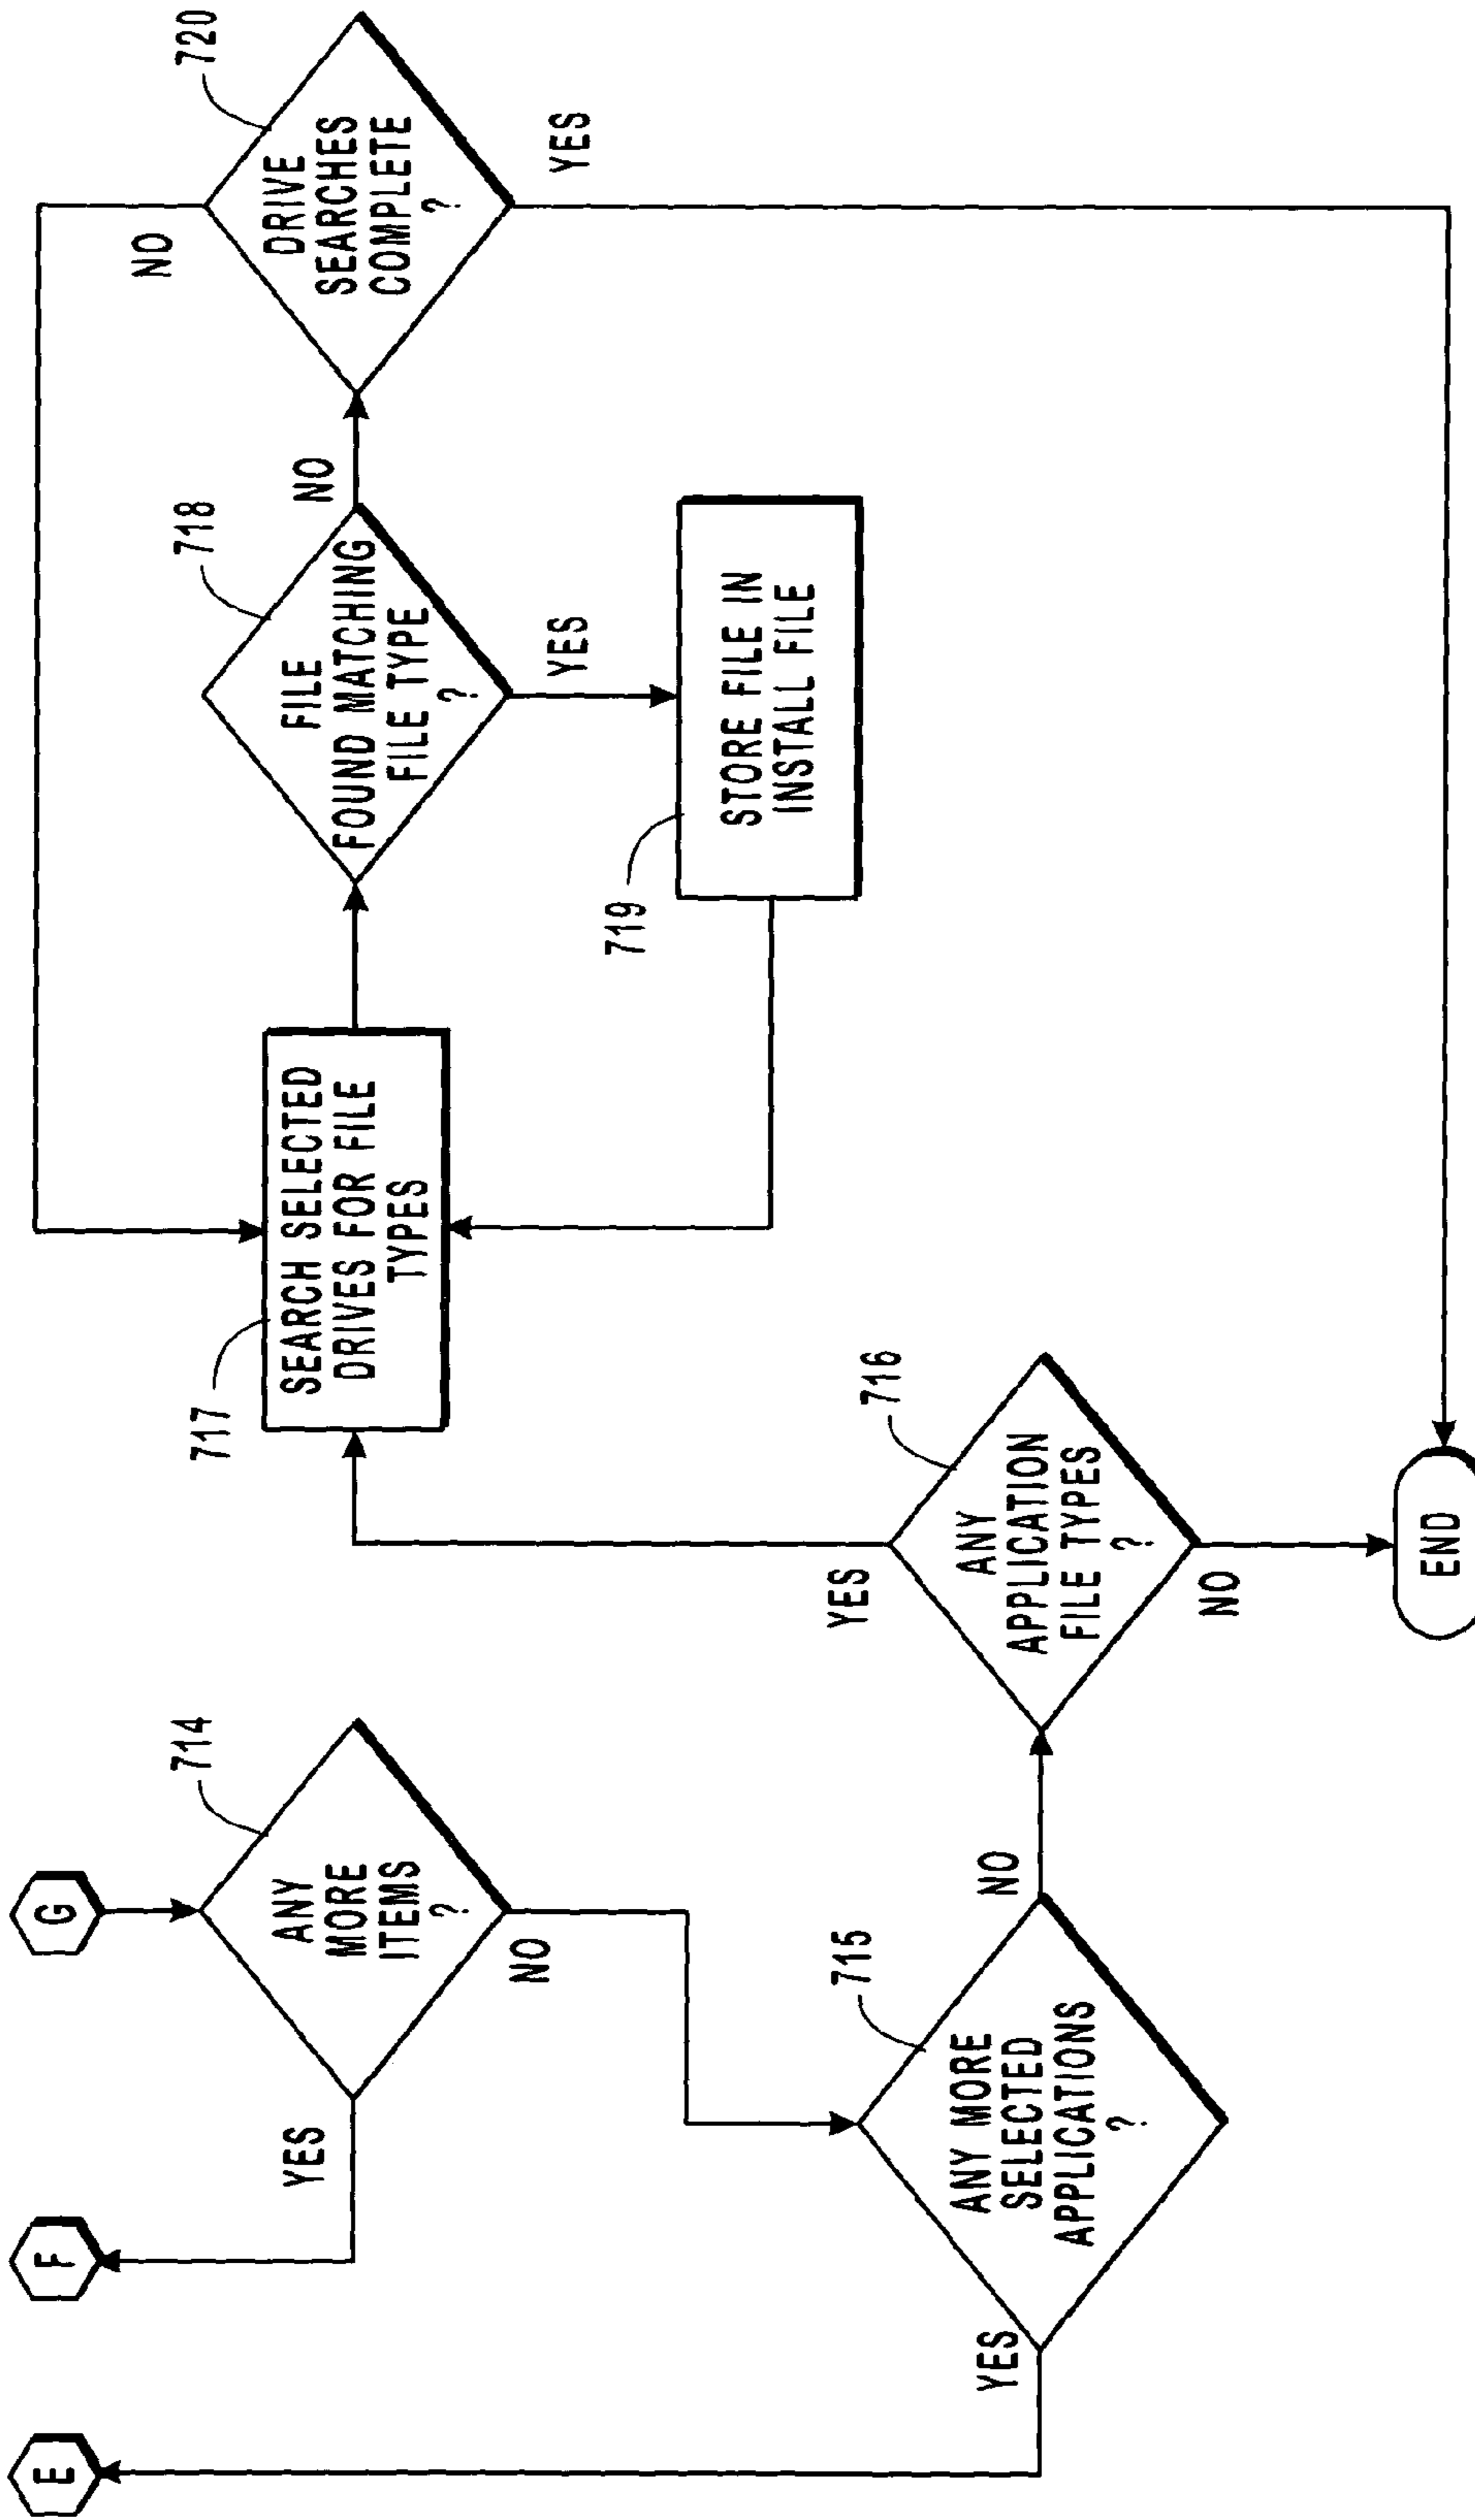 E
F
G
YES
ANY
MORE
ITEMS
?
714
NO
YES
ANY MORE
SELECTED
APPLICATIONS
?
715
NO
YES
ANY
APPLICATION
FILE TYPES
?
716
NO
END
717
SEARCH SELECTED
DRIVES FOR FILE
TYPES
FILE
FOUND MATCHING
FILE TYPE
?
718
NO
YES
719
STORE FILE IN
INSTALL FILE
DRIVE
SEARCHES
COMPLETE
?
720
NO
YES